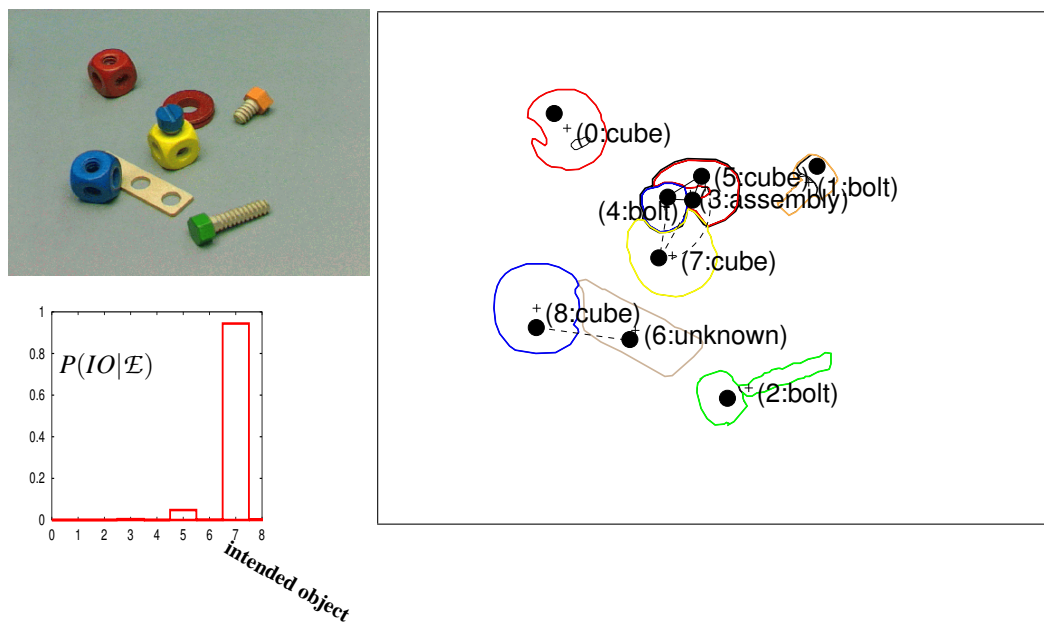 (0:cube)
(5:cube)
(1:bolt)
(3:assembly)
(4:bolt)
(7:cube)
(8:cube)
(6:unknown)
(2:bolt)
1
0.8
P(IO|ℰ)
0.6
0.4
0.2
0
0 1 2 3 4 5 6 7 8
intended object